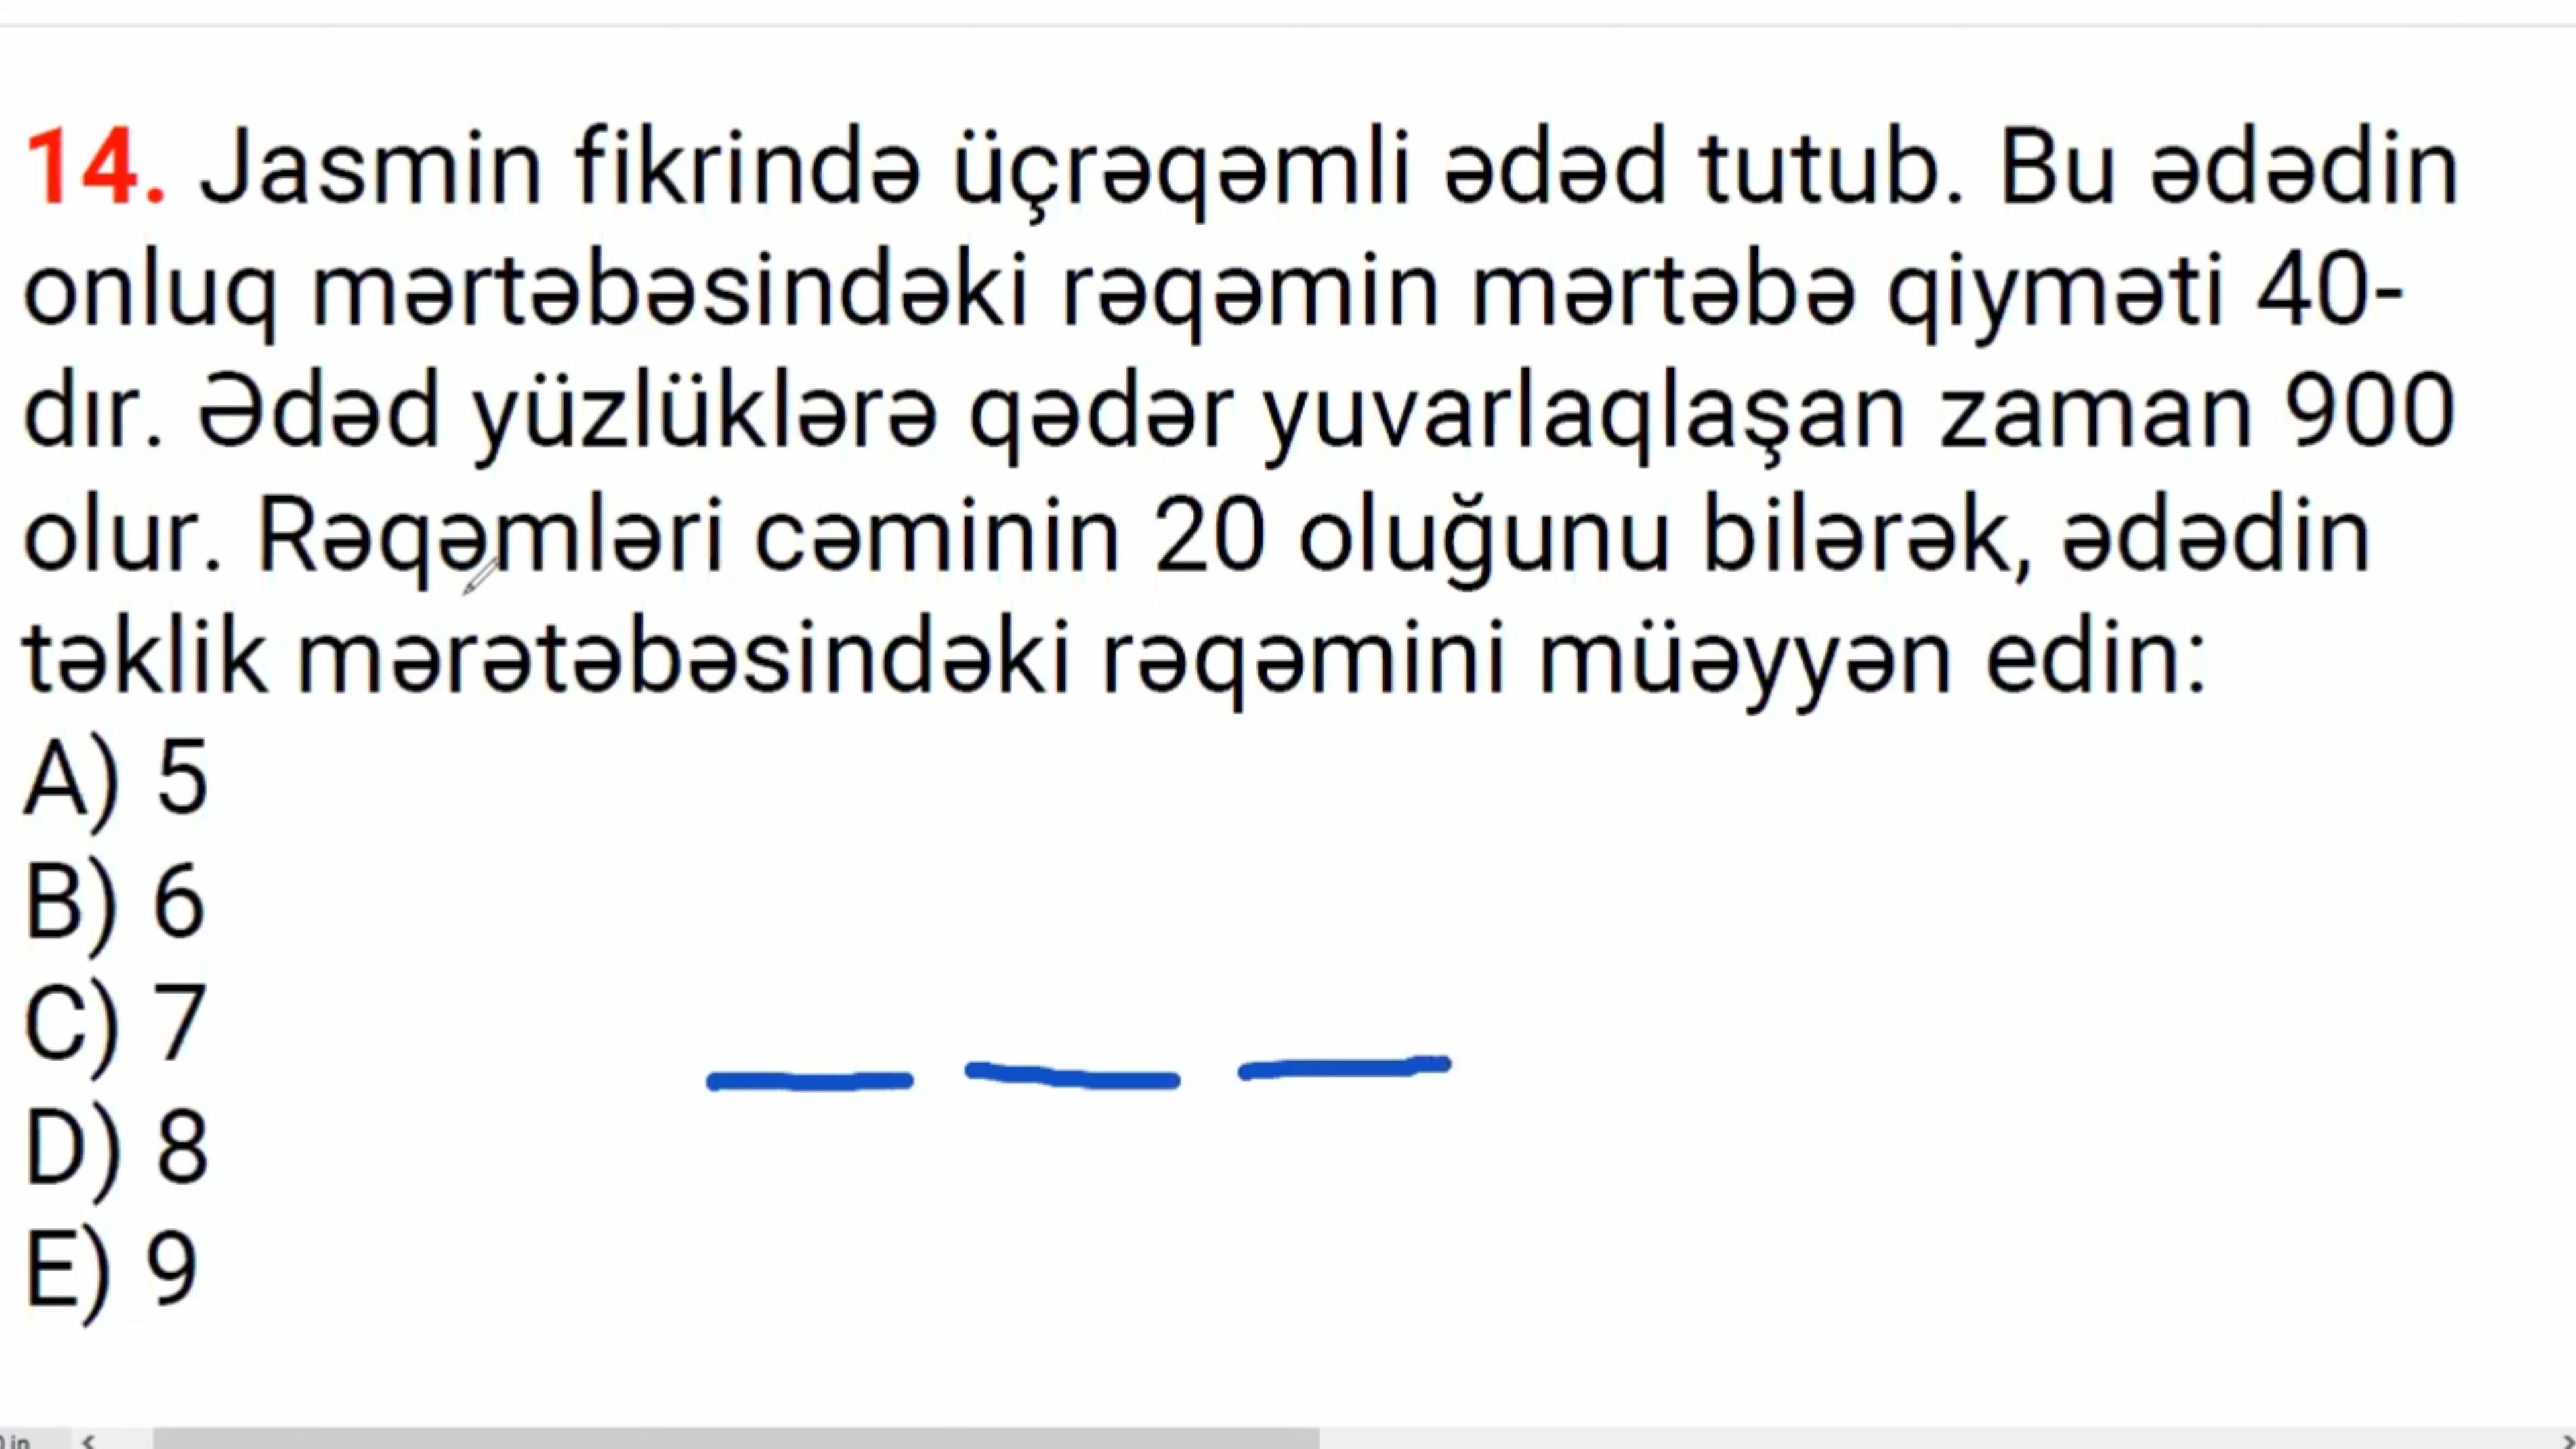 14. Jasmin fikrində üçrəqəmli ədəd tutub. Bu ədədin
onluq mərtəbəsindəki rəqəmin mərtəbə qiyməti 40-
dır. Ədəd yüzlüklərə qədər yuvarlaqlaşan zaman 900
olur. Rəqəmləri cəminin 20 oluğunu bilərək, ədədin
təklik mərətəbəsindəki rəqəmini müəyyən edin:
A) 5
B) 6
C) 7
D) 8
E) 9